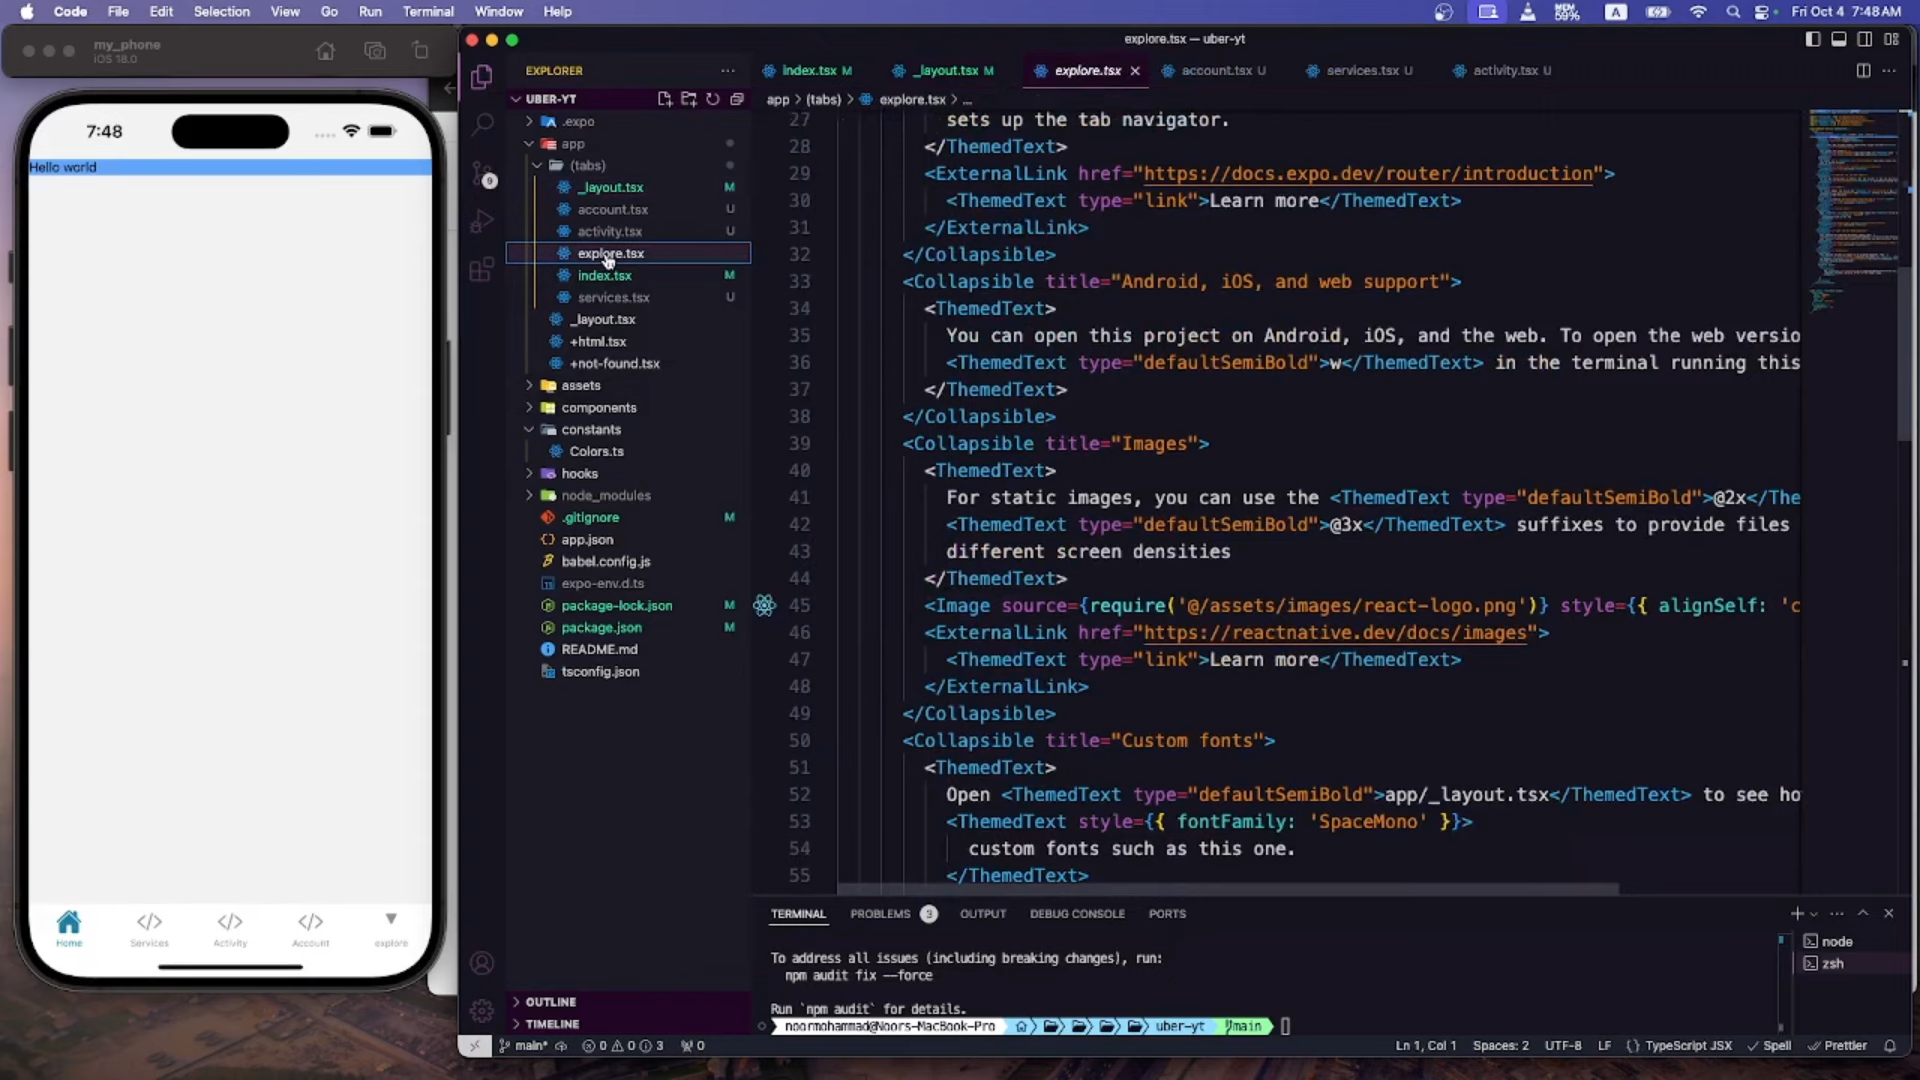 Code File Edit Selection View Go Run Terminal Window Help
MEM 59% A Fri Oct 4 7:48 AM
my_phone
iOS 18.0
7:48
Hello world
Home Services Activity Account explore
explore.tsx — uber-yt
EXPLORER
UBER-YT
.expo
app
(tabs)
_layout.tsx M
account.tsx U
activity.tsx U
explore.tsx
index.tsx M
services.tsx U
_layout.tsx
+html.tsx
+not-found.tsx
assets
components
constants
Colors.ts
hooks
node_modules
.gitignore M
app.json
babel.config.js
expo-env.d.ts
package-lock.json M
package.json M
README.md
tsconfig.json
OUTLINE
TIMELINE
9
index.tsx M _layout.tsx M explore.tsx account.tsx U services.tsx U activity.tsx U
app > (tabs) > explore.tsx > ...
27 sets up the tab navigator.
28 </ThemedText>
29 <ExternalLink href="https://docs.expo.dev/router/introduction">
30 <ThemedText type="link">Learn more</ThemedText>
31 </ExternalLink>
32 </Collapsible>
33 <Collapsible title="Android, iOS, and web support">
34 <ThemedText>
35 You can open this project on Android, iOS, and the web. To open the web versio
36 <ThemedText type="defaultSemiBold">w</ThemedText> in the terminal running this
37 </ThemedText>
38 </Collapsible>
39 <Collapsible title="Images">
40 <ThemedText>
41 For static images, you can use the <ThemedText type="defaultSemiBold">@2x</The
42 <ThemedText type="defaultSemiBold">@3x</ThemedText> suffixes to provide files
43 different screen densities
44 </ThemedText>
45 <Image source={require('@/assets/images/react-logo.png')} style={{ alignSelf: 'c
46 <ExternalLink href="https://reactnative.dev/docs/images">
47 <ThemedText type="link">Learn more</ThemedText>
48 </ExternalLink>
49 </Collapsible>
50 <Collapsible title="Custom fonts">
51 <ThemedText>
52 Open <ThemedText type="defaultSemiBold">app/_layout.tsx</ThemedText> to see ho
53 <ThemedText style={{ fontFamily: 'SpaceMono' }}>
54 custom fonts such as this one.
55 </ThemedText>
TERMINAL PROBLEMS 3 OUTPUT DEBUG CONSOLE PORTS
To address all issues (including breaking changes), run:
npm audit fix --force
Run `npm audit` for details.
noormohammad@Noors-MacBook-Pro uber-yt main
node
zsh
main* 0 0 3 0 Ln 1, Col 1 Spaces: 2 UTF-8 LF {} TypeScript JSX Spell Prettier